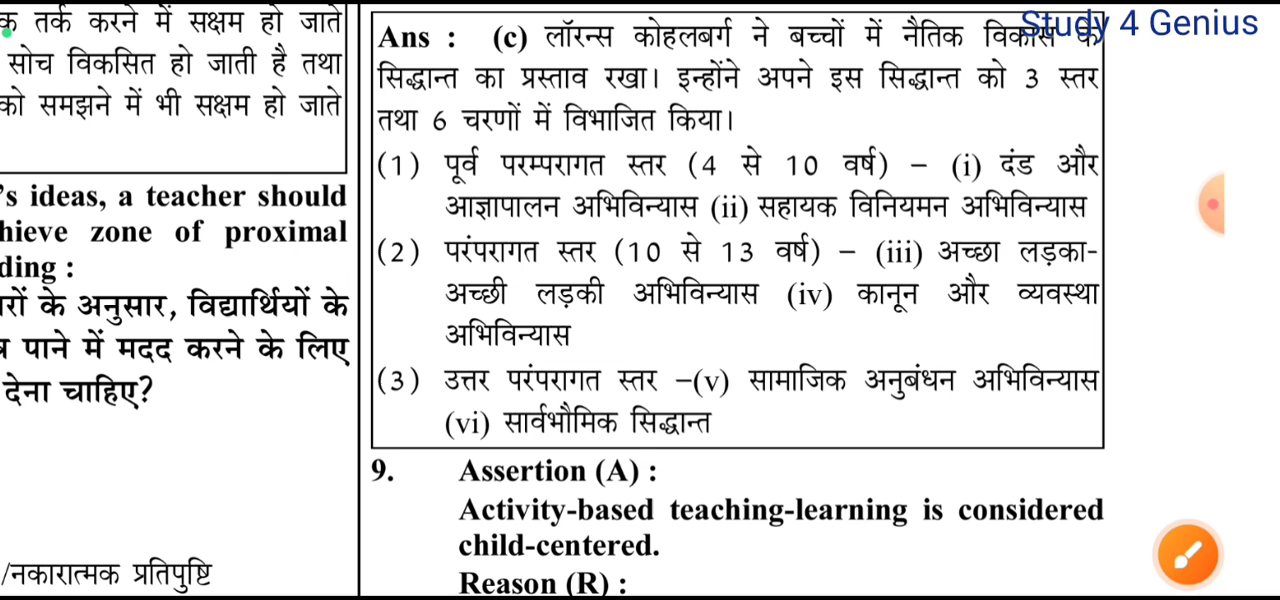 क तर्क करने में सक्षम हो जाते
सोच विकसित हो जाती है तथा
को समझने में भी सक्षम हो जाते
's ideas, a teacher should
hieve zone of proximal
ding :
रों के अनुसार, विद्यार्थियों के
पाने में मदद करने के लिए
देना चाहिए?
/नकारात्मक प्रतिपुष्टि
Study 4 Genius
Ans : (c) लॉरेन्स कोहलबर्ग ने बच्चों में नैतिक विकास के
सिद्धान्त का प्रस्ताव रखा। इन्होंने अपने इस सिद्धान्त को 3 स्तर
तथा 6 चरणों में विभाजित किया।
(1) पूर्व परम्परागत स्तर (4 से 10 वर्ष) – (i) दंड और
आज्ञापालन अभिविन्यास (ii) सहायक विनियमन अभिविन्यास
(2) परंपरागत स्तर (10 से 13 वर्ष) – (iii) अच्छा लड़का-
अच्छी लड़की अभिविन्यास (iv) कानून और व्यवस्था
अभिविन्यास
(3) उत्तर परंपरागत स्तर –(v) सामाजिक अनुबंधन अभिविन्यास
(vi) सार्वभौमिक सिद्धान्त
9. Assertion (A) :
Activity-based teaching-learning is considered
child-centered.
Reason (R) :